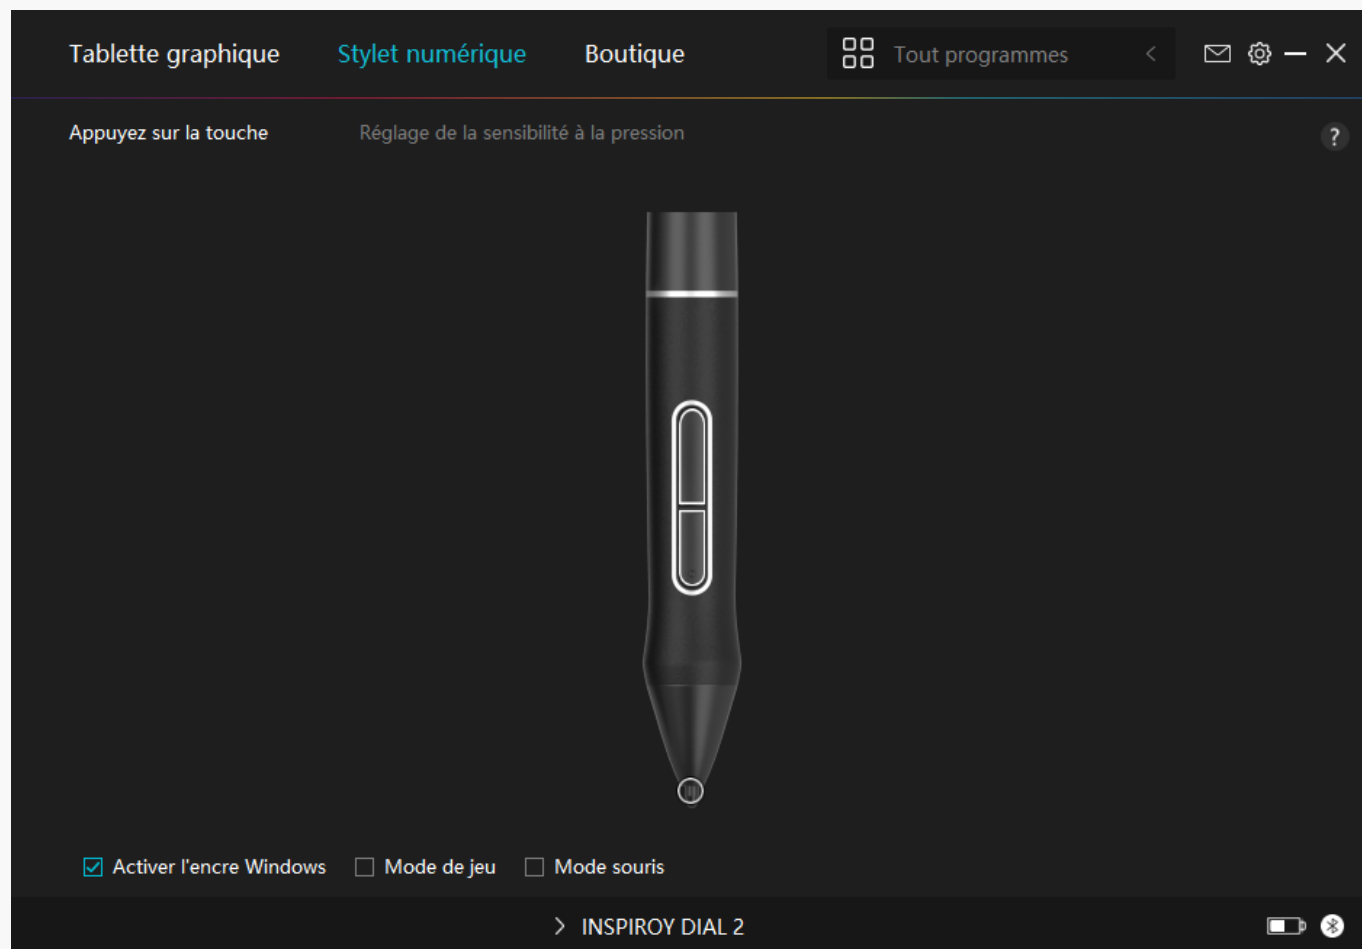 Tablette graphique Stylet numérique Boutique Tout programmes
Appuyez sur la touche Réglage de la sensibilité à la pression
?
Activer l'encre Windows Mode de jeu Mode souris
INSPIROY DIAL 2